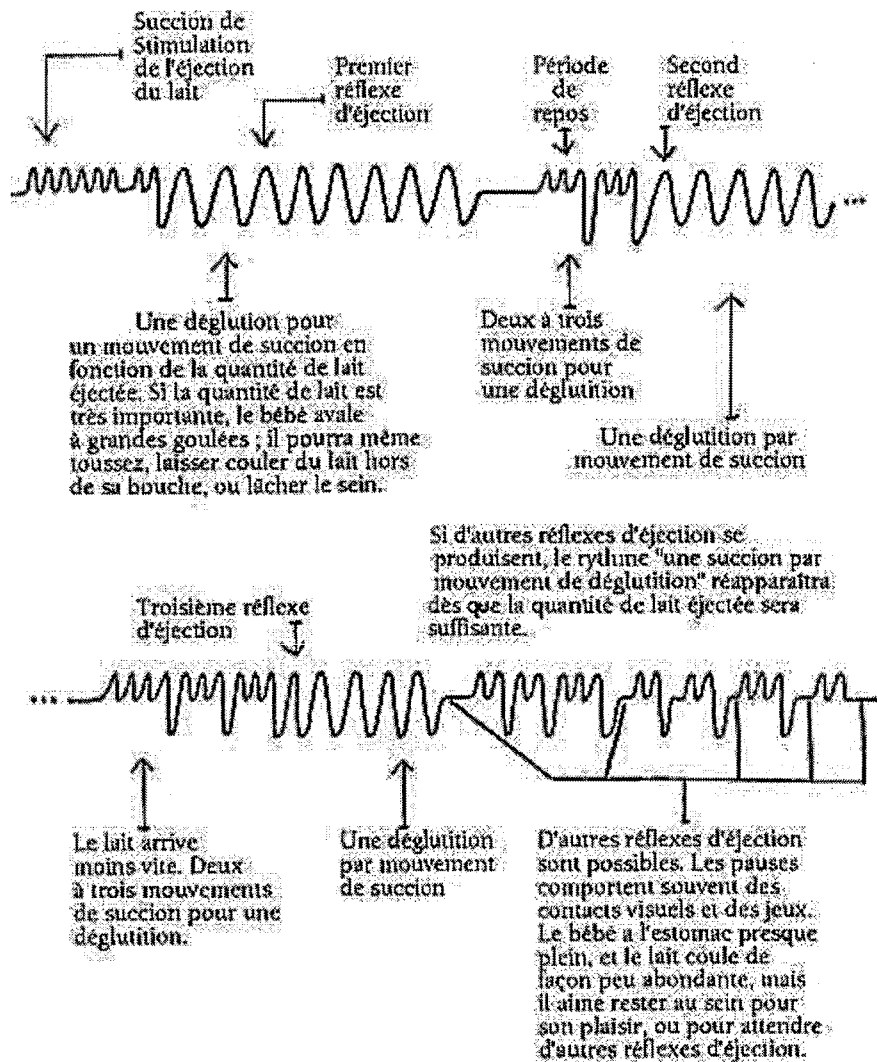 Succion de
Stimulation
de l'éjection
du lait
Premier
réflexe
d'éjection
Période
de
repos
Second
réflexe
d'éjection
...
Une déglution pour
un mouvement de succion en
fonction de la quantité de lait
éjectée. Si la quantité de lait est
très importante, le bébé avale
à grandes goulées ; il pourra même
toussez, laisser couler du lait hors
de sa bouche, ou lâcher le sein.
Deux à trois
mouvements de
succion pour
une déglutition
Une déglutition par
mouvement de succion
Si d'autres réflexes d'éjection se
produisent, le rythme "une succion par
mouvement de déglutition" réapparaîtra
dès que la quantité de lait éjectée sera
suffisante.
Troisième réflexe
d'éjection
...
Le lait arrive
moins vite. Deux
à trois mouvements
de succion pour une
déglutition.
Une déglutition
par mouvement
de succion
D'autres réflexes d'éjection
sont possibles. Les pauses
comportent souvent des
contacts visuels et des jeux.
Le bébé a l'estomac presque
plein, et le lait coule de
façon peu abondante, mais
il aime rester au sein pour
son plaisir, ou pour attendre
d'autres réflexes d'éjection.